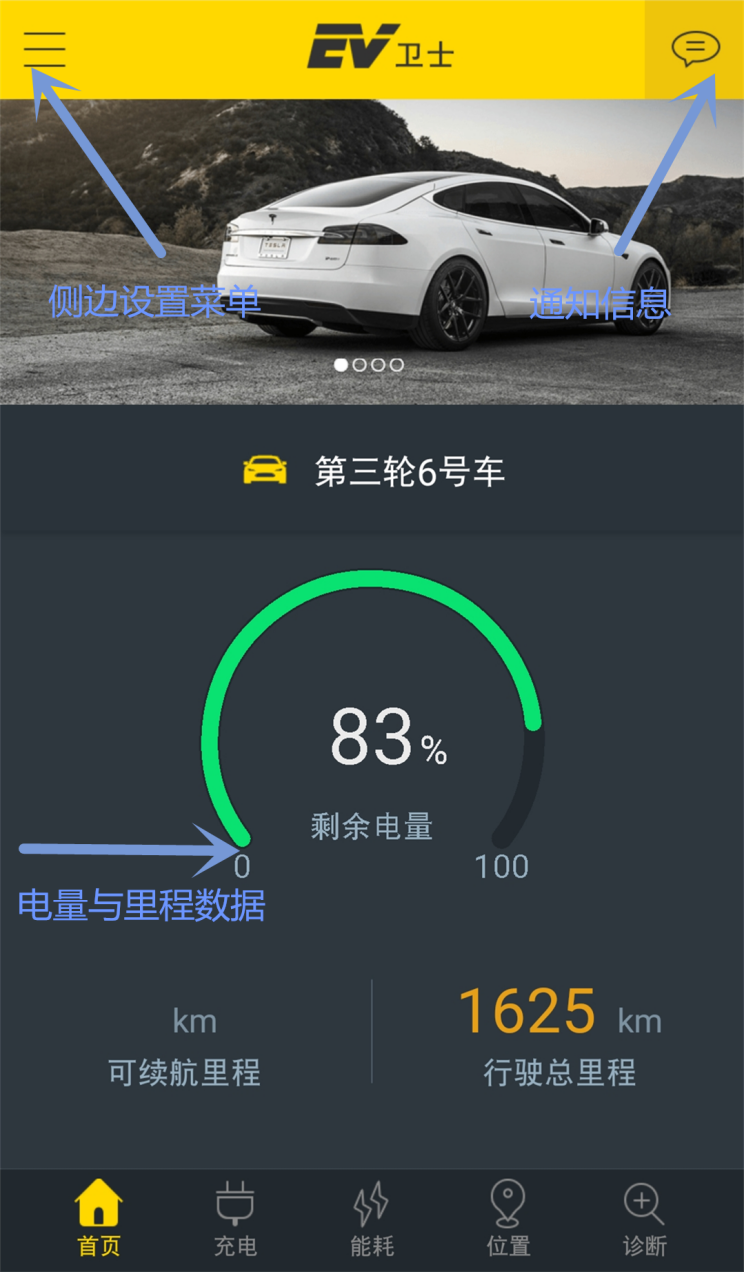 EV卫士
侧边设置菜单
通知信息
TESLA
第三轮6号车
83%
剩余电量
0
100
电量与里程数据
km
1625 km
可续航里程
行驶总里程
首页
充电
能耗
位置
诊断